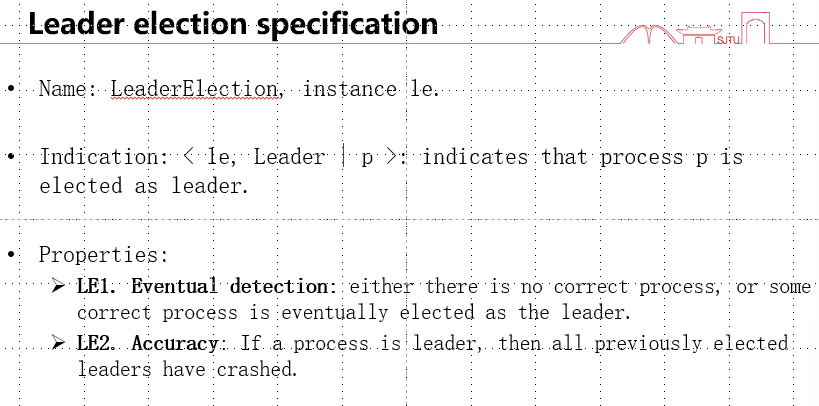 Leader election specification
SJTU
• Name: LeaderElection, instance le.
• Indication: < le, Leader | p >: indicates that process p is
elected as leader.
• Properties:
➢ LE1. Eventual detection: either there is no correct process, or some
correct process is eventually elected as the leader.
➢ LE2. Accuracy: If a process is leader, then all previously elected
leaders have crashed.